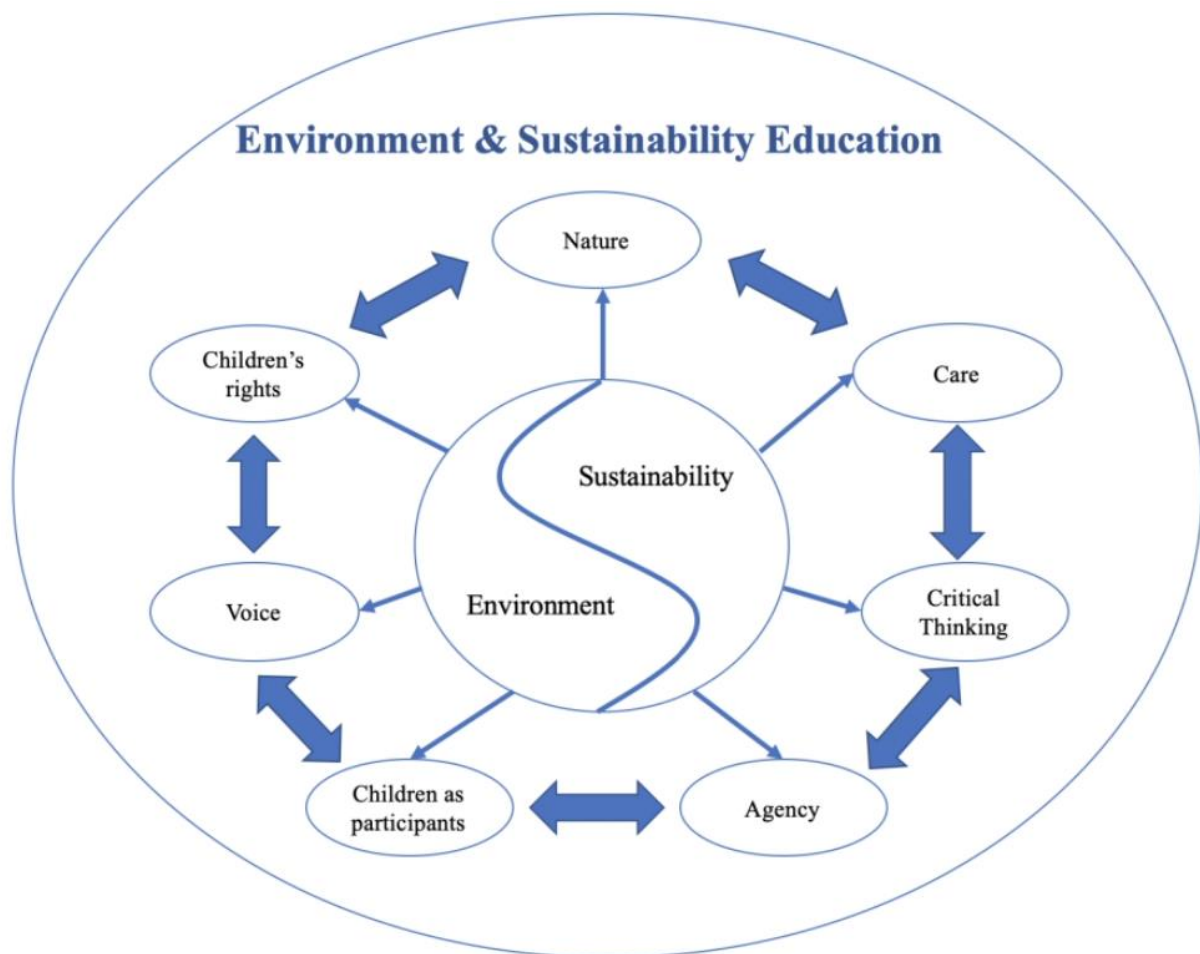 Environment & Sustainability Education
Nature
Children’s
rights
Care
Sustainability
Environment
Voice
Critical
Thinking
Children as
participants
Agency